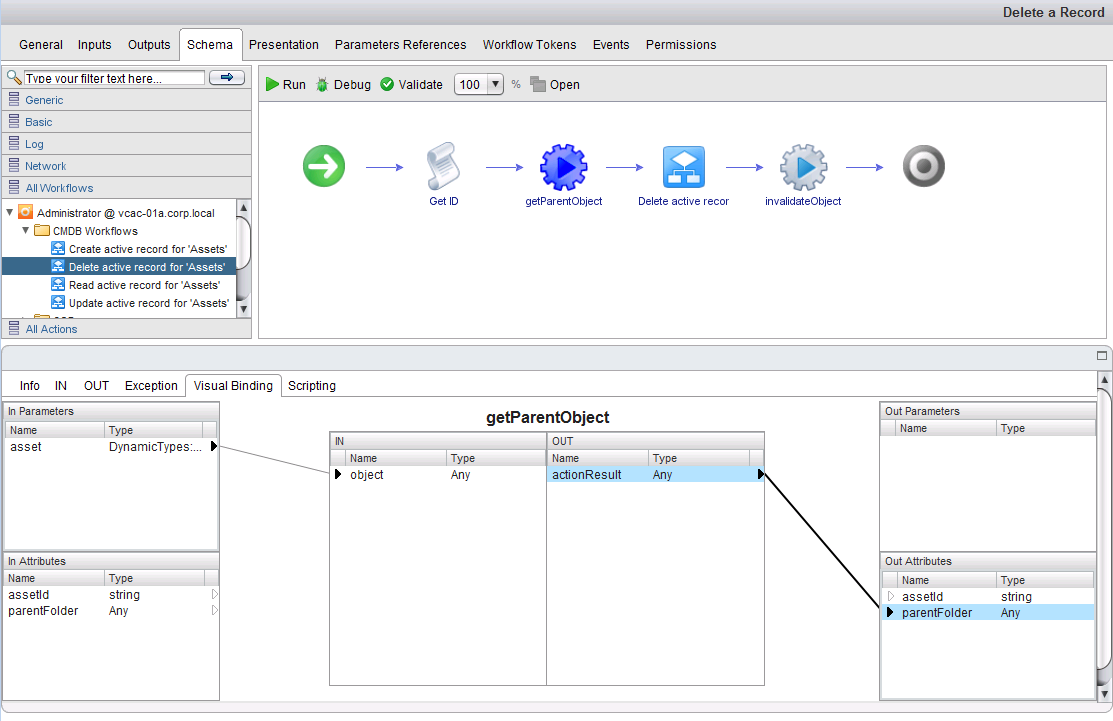 Delete a Record
General Inputs Outputs Schema Presentation Parameters References Workflow Tokens Events Permissions
Type your filter text here...
Generic
Basic
Log
Network
All Workflows
Administrator @ vcac-01a.corp.local
CMDB Workflows
Create active record for 'Assets'
Delete active record for 'Assets'
Read active record for 'Assets'
Update active record for 'Assets'
All Actions
Run Debug Validate 100 % Open
Get ID getParentObject Delete active recor invalidateObject
Info IN OUT Exception Visual Binding Scripting
In Parameters
Name Type
asset DynamicTypes:...
In Attributes
Name Type
assetId string
parentFolder Any
getParentObject
IN OUT
Name Type Name Type
object Any actionResult Any
Out Parameters
Name Type
Out Attributes
Name Type
assetId string
parentFolder Any